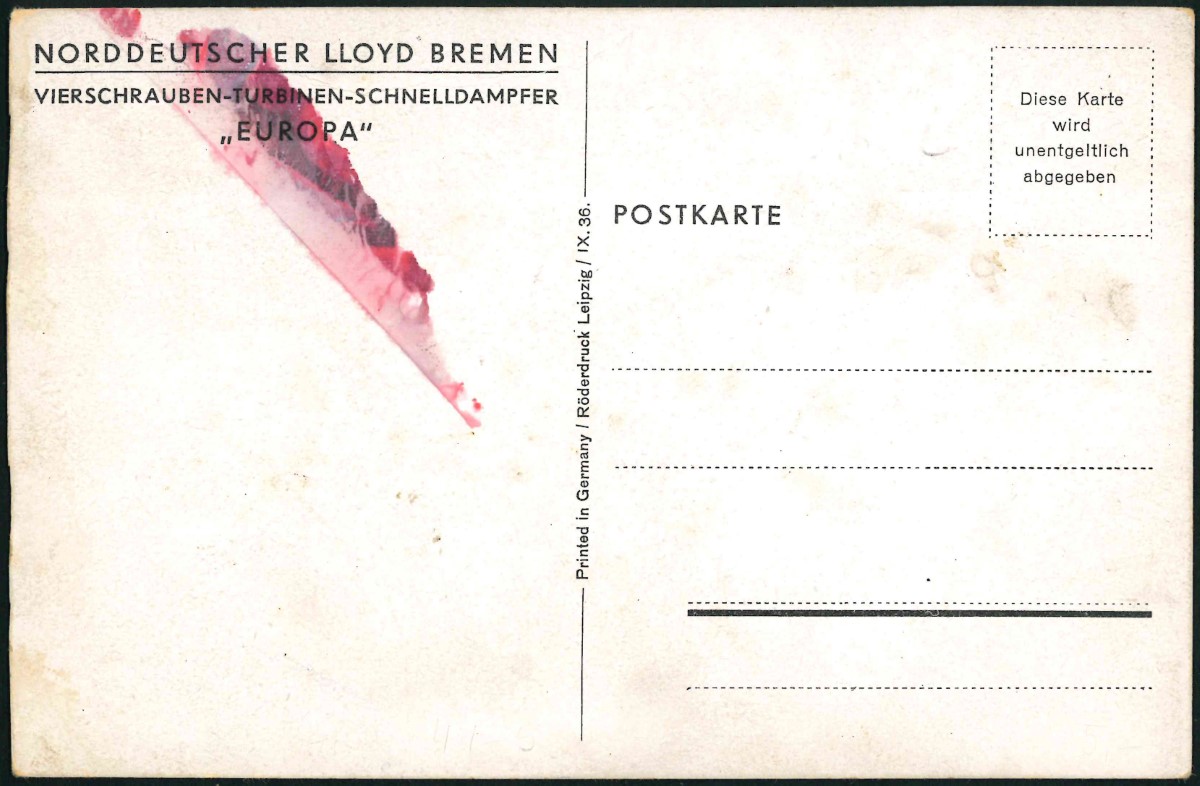 NORDDEUTSCHER LLOYD BREMEN
VIERSCHRAUBEN-TURBINEN-SCHNELLDAMPFER
„EUROPA“
Printed in Germany / Röderdruck Leipzig / IX. 36.
POSTKARTE
Diese Karte
wird
unentgeltlich
abgegeben